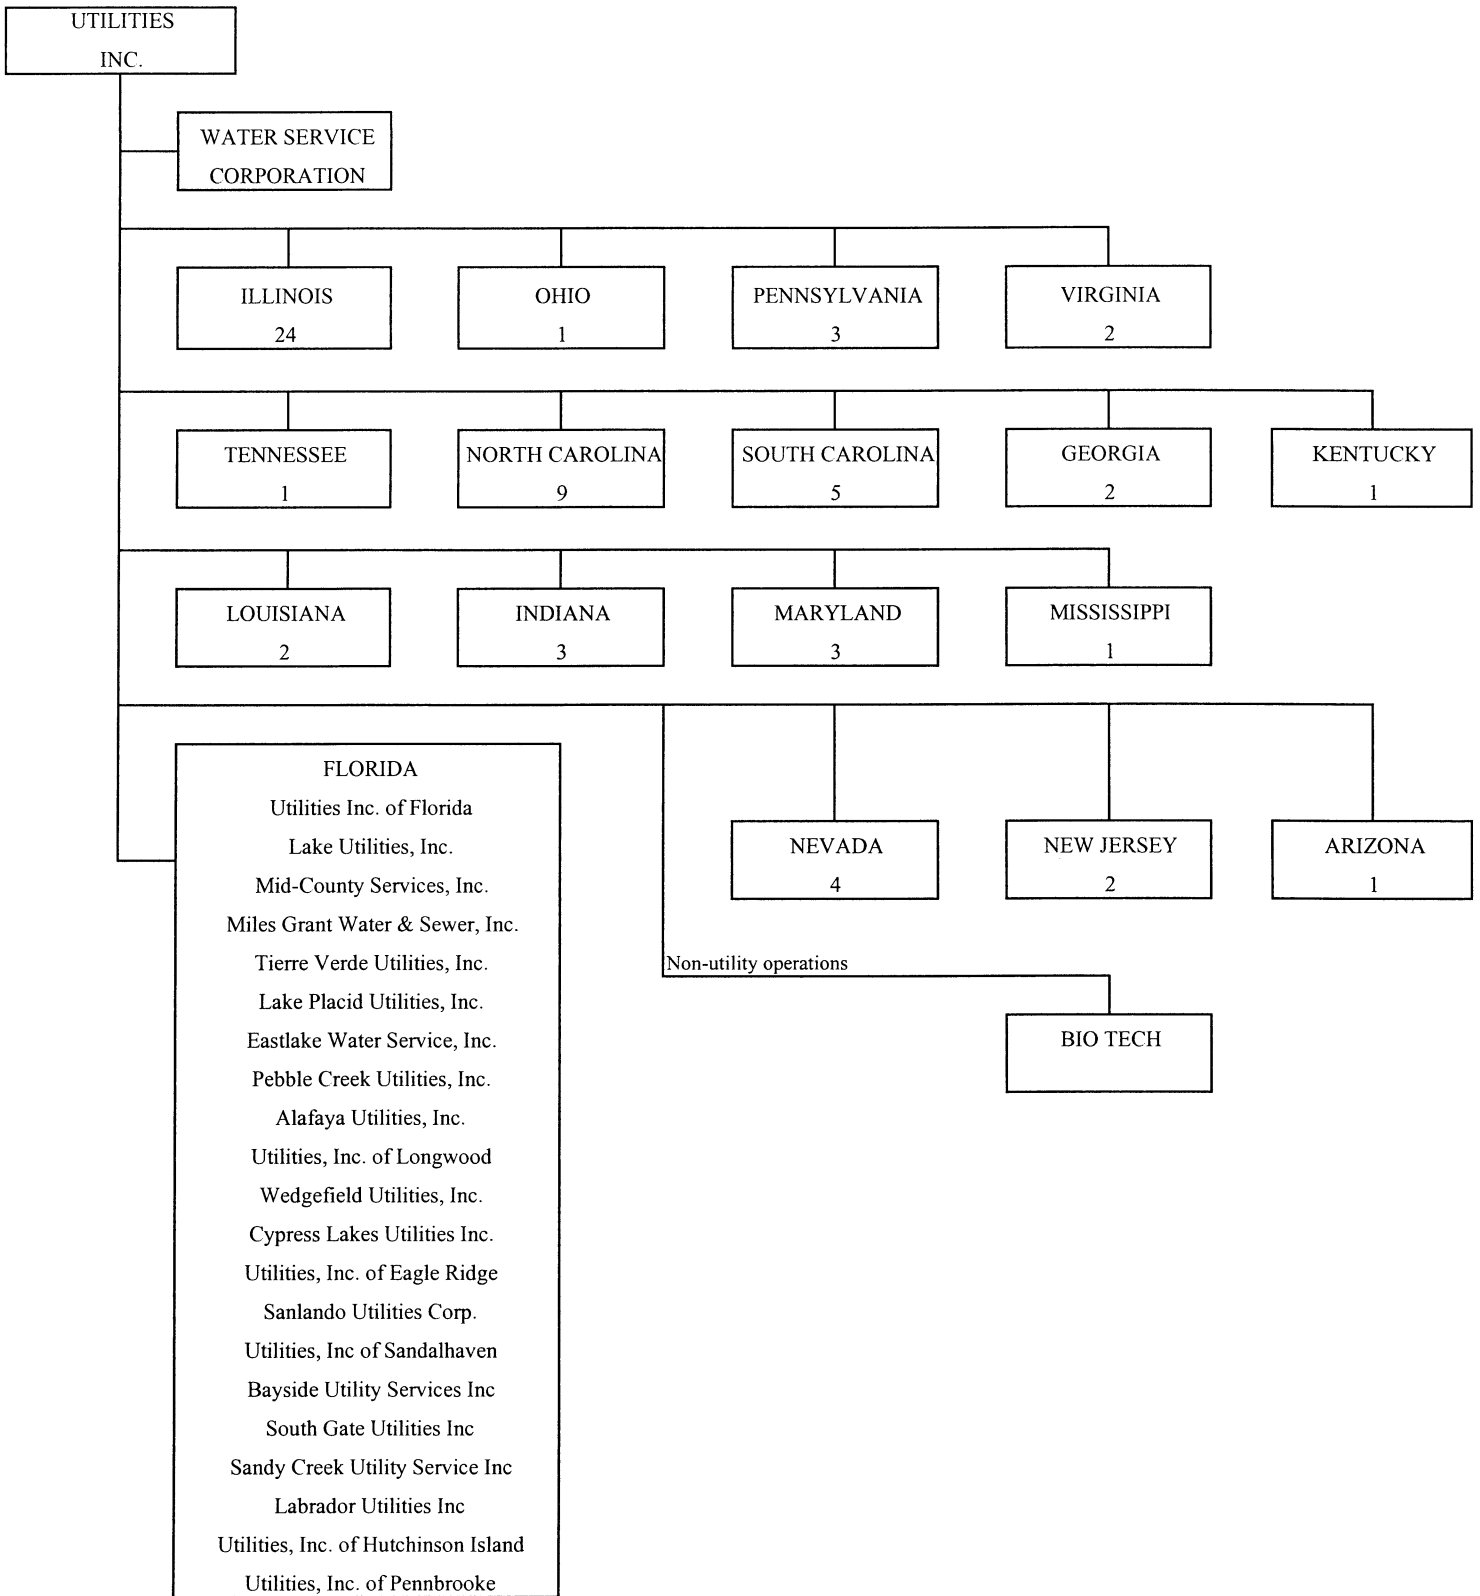 UTILITIES
INC.
WATER SERVICE
CORPORATION
ILLINOIS
24
OHIO
1
PENNSYLVANIA
3
VIRGINIA
2
TENNESSEE
1
NORTH CAROLINA
9
SOUTH CAROLINA
5
GEORGIA
2
KENTUCKY
1
LOUISIANA
2
INDIANA
3
MARYLAND
3
MISSISSIPPI
1
FLORIDA
Utilities Inc. of Florida
Lake Utilities, Inc.
Mid-County Services, Inc.
Miles Grant Water & Sewer, Inc.
Tierre Verde Utilities, Inc.
Lake Placid Utilities, Inc.
Eastlake Water Service, Inc.
Pebble Creek Utilities, Inc.
Alafaya Utilities, Inc.
Utilities, Inc. of Longwood
Wedgefield Utilities, Inc.
Cypress Lakes Utilities Inc.
Utilities, Inc. of Eagle Ridge
Sanlando Utilities Corp.
Utilities, Inc of Sandalhaven
Bayside Utility Services Inc
South Gate Utilities Inc
Sandy Creek Utility Service Inc
Labrador Utilities Inc
Utilities, Inc. of Hutchinson Island
Utilities, Inc. of Pennbrooke
NEVADA
4
NEW JERSEY
2
ARIZONA
1
Non-utility operations
BIO TECH